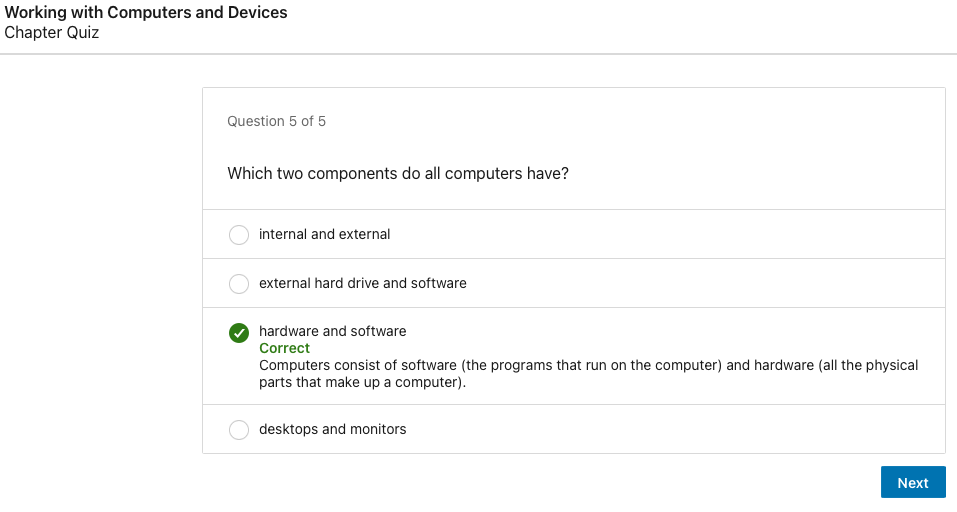 Working with Computers and Devices
Chapter Quiz
Question 5 of 5
Which two components do all computers have?
internal and external
external hard drive and software
hardware and software
Correct
Computers consist of software (the programs that run on the computer) and hardware (all the physical
parts that make up a computer).
desktops and monitors
Next